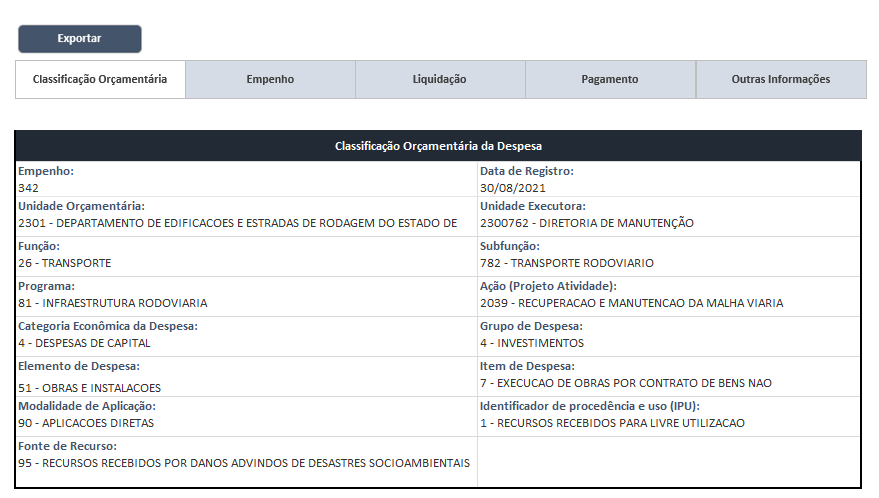 Exportar
Classificação Orçamentária
Empenho
Liquidação
Pagamento
Outras Informações
Classificação Orçamentária da Despesa
Empenho:
342
Data de Registro:
30/08/2021
Unidade Orçamentária:
2301 - DEPARTAMENTO DE EDIFICACOES E ESTRADAS DE RODAGEM DO ESTADO DE
Unidade Executora:
2300762 - DIRETORIA DE MANUTENÇÃO
Função:
26 - TRANSPORTE
Subfunção:
782 - TRANSPORTE RODOVIARIO
Programa:
81 - INFRAESTRUTURA RODOVIARIA
Ação (Projeto Atividade):
2039 - RECUPERACAO E MANUTENCAO DA MALHA VIARIA
Categoria Econômica da Despesa:
4 - DESPESAS DE CAPITAL
Grupo de Despesa:
4 - INVESTIMENTOS
Elemento de Despesa:
51 - OBRAS E INSTALACOES
Item de Despesa:
7 - EXECUCAO DE OBRAS POR CONTRATO DE BENS NAO
Modalidade de Aplicação:
90 - APLICACOES DIRETAS
Identificador de procedência e uso (IPU):
1 - RECURSOS RECEBIDOS PARA LIVRE UTILIZACAO
Fonte de Recurso:
95 - RECURSOS RECEBIDOS POR DANOS ADVINDOS DE DESASTRES SOCIOAMBIENTAIS